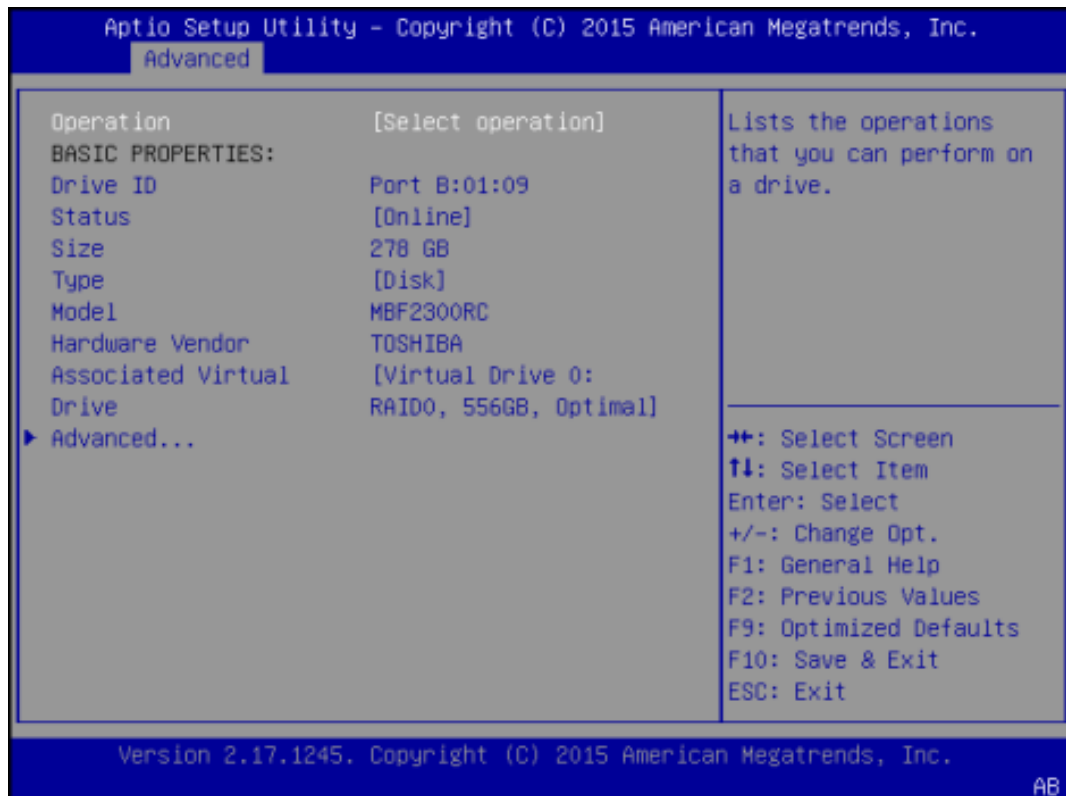 Aptio Setup Utility – Copyright (C) 2015 American Megatrends, Inc.
Advanced
Operation [Select operation]
BASIC PROPERTIES:
Drive ID Port B:01:09
Status [Online]
Size 278 GB
Type [Disk]
Model MBF2300RC
Hardware Vendor TOSHIBA
Associated Virtual [Virtual Drive 0:
Drive RAID0, 556GB, Optimal]
► Advanced...
Lists the operations
that you can perform on
a drive.
→←: Select Screen
↑↓: Select Item
Enter: Select
+/-: Change Opt.
F1: General Help
F2: Previous Values
F9: Optimized Defaults
F10: Save & Exit
ESC: Exit
Version 2.17.1245. Copyright (C) 2015 American Megatrends, Inc.
AB